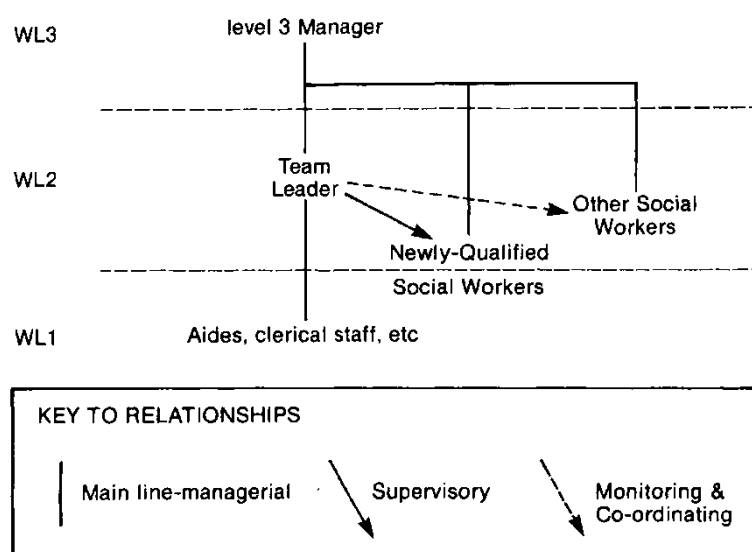 WL3
level 3 Manager
WL2
Team
Leader
Other Social
Workers
Newly-Qualified
Social Workers
WL1
Aides, clerical staff, etc
KEY TO RELATIONSHIPS
Main line-managerial
Supervisory
Monitoring &
Co-ordinating